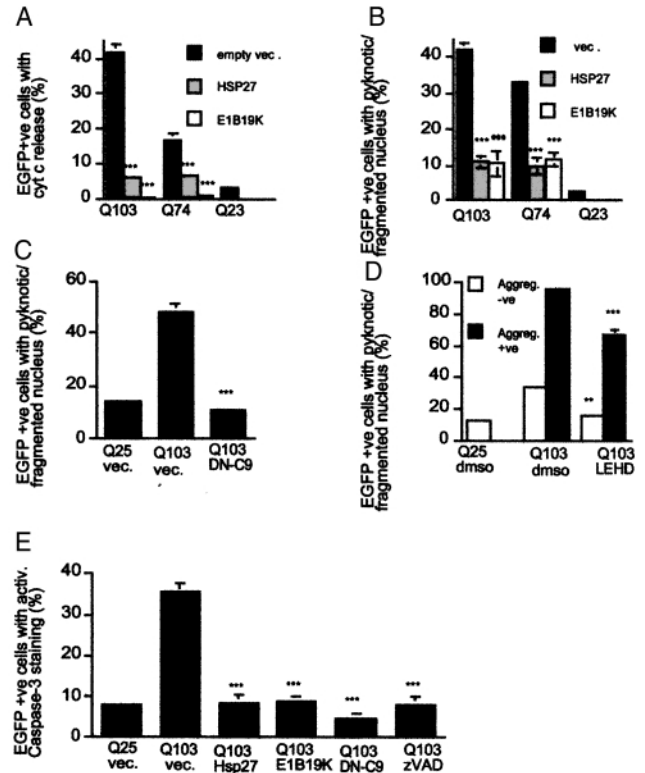 A
EGFP+ve cells with
cyt C release (%)
40
30
20
10
0
empty vec .
HSP27
E1B19K
***
***
***
***
Q103
Q74
Q23
B
EGFP +ve cells with pyknotic/
fragmented nucleus (%)
40
30
20
10
0
vec .
HSP27
E1B19K
***
***
***
***
Q103
Q74
Q23
C
EGFP +ve cells with pyknotic/
fragmented nucleus (%)
60
40
20
0
***
Q25
vec.
Q103
vec.
Q103
DN-C9
D
EGFP +ve cells with pyknotic/
fragmented nucleus (%)
100
80
60
40
20
0
Aggreg.
-ve
Aggreg.
+ve
**
***
Q25
dmso
Q103
dmso
Q103
LEHD
E
EGFP +ve cells with activ.
Caspase-3 staining (%)
40
30
20
10
0
***
***
***
***
Q25
vec.
Q103
vec.
Q103
Hsp27
Q103
E1B19K
Q103
DN-C9
Q103
zVAD